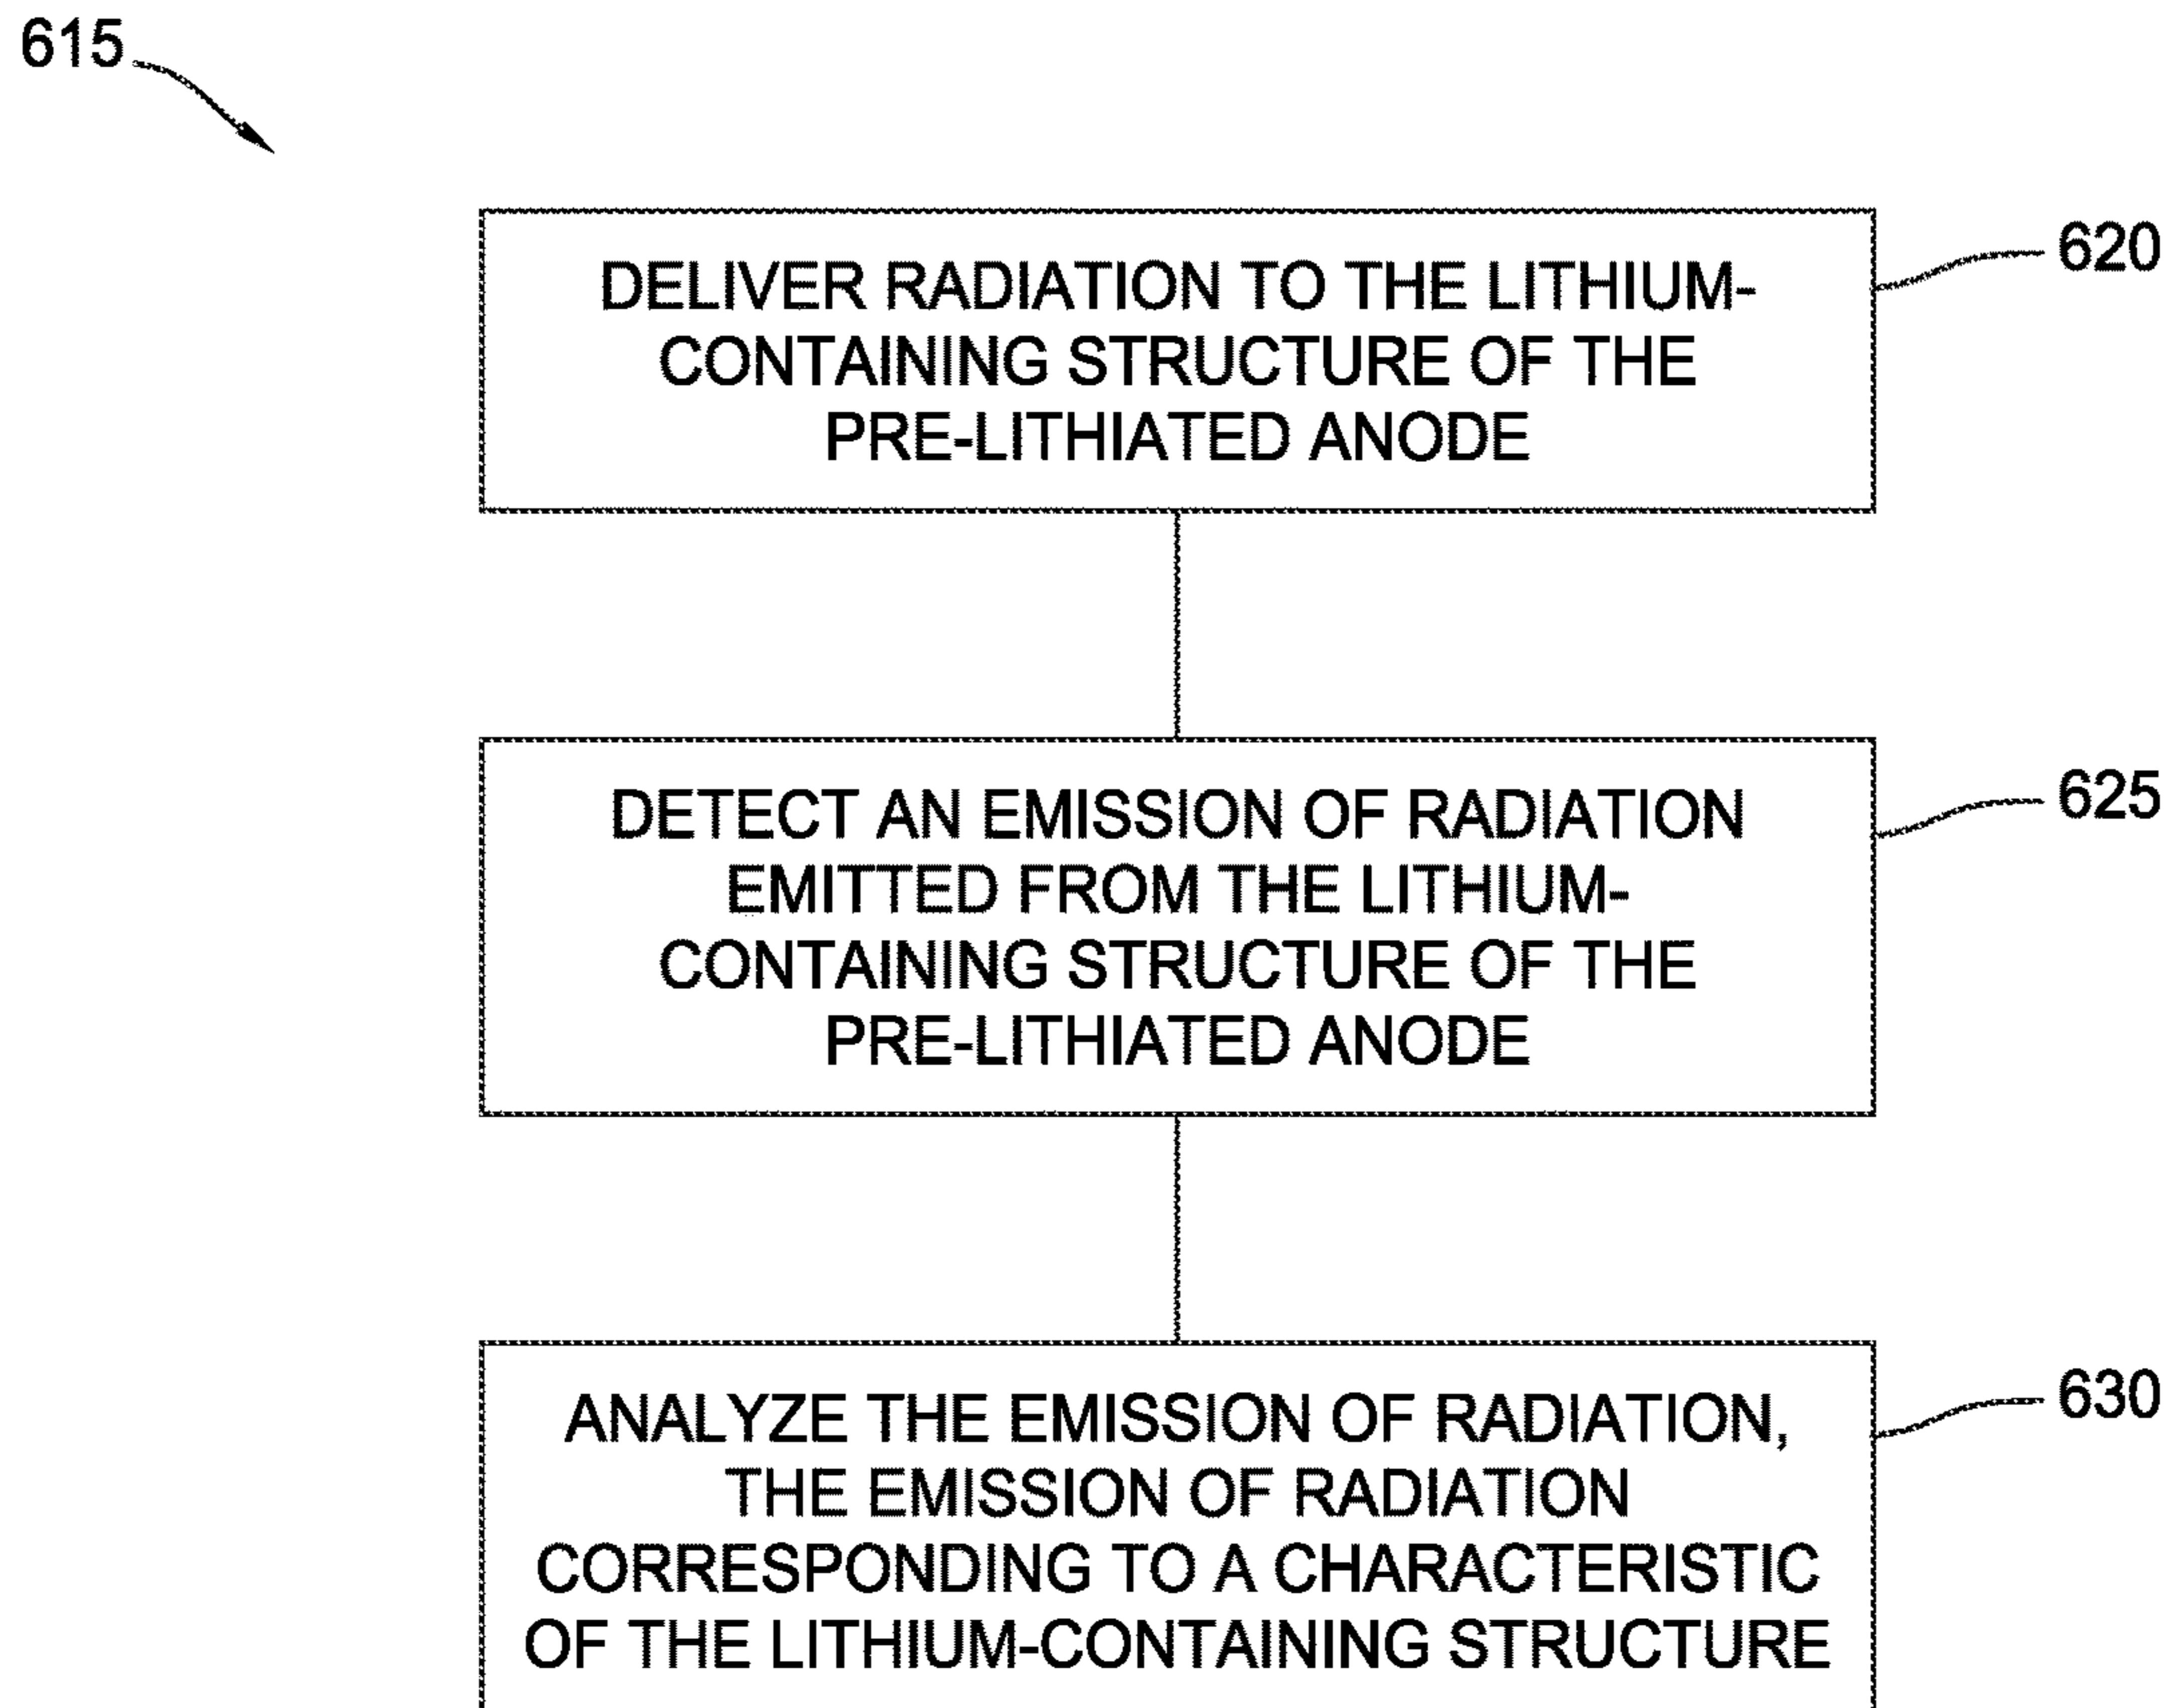 615
DELIVER RADIATION TO THE LITHIUM-
CONTAINING STRUCTURE OF THE
PRE-LITHIATED ANODE
620
DETECT AN EMISSION OF RADIATION
EMITTED FROM THE LITHIUM-
CONTAINING STRUCTURE OF THE
PRE-LITHIATED ANODE
625
ANALYZE THE EMISSION OF RADIATION,
THE EMISSION OF RADIATION
CORRESPONDING TO A CHARACTERISTIC
OF THE LITHIUM-CONTAINING STRUCTURE
630